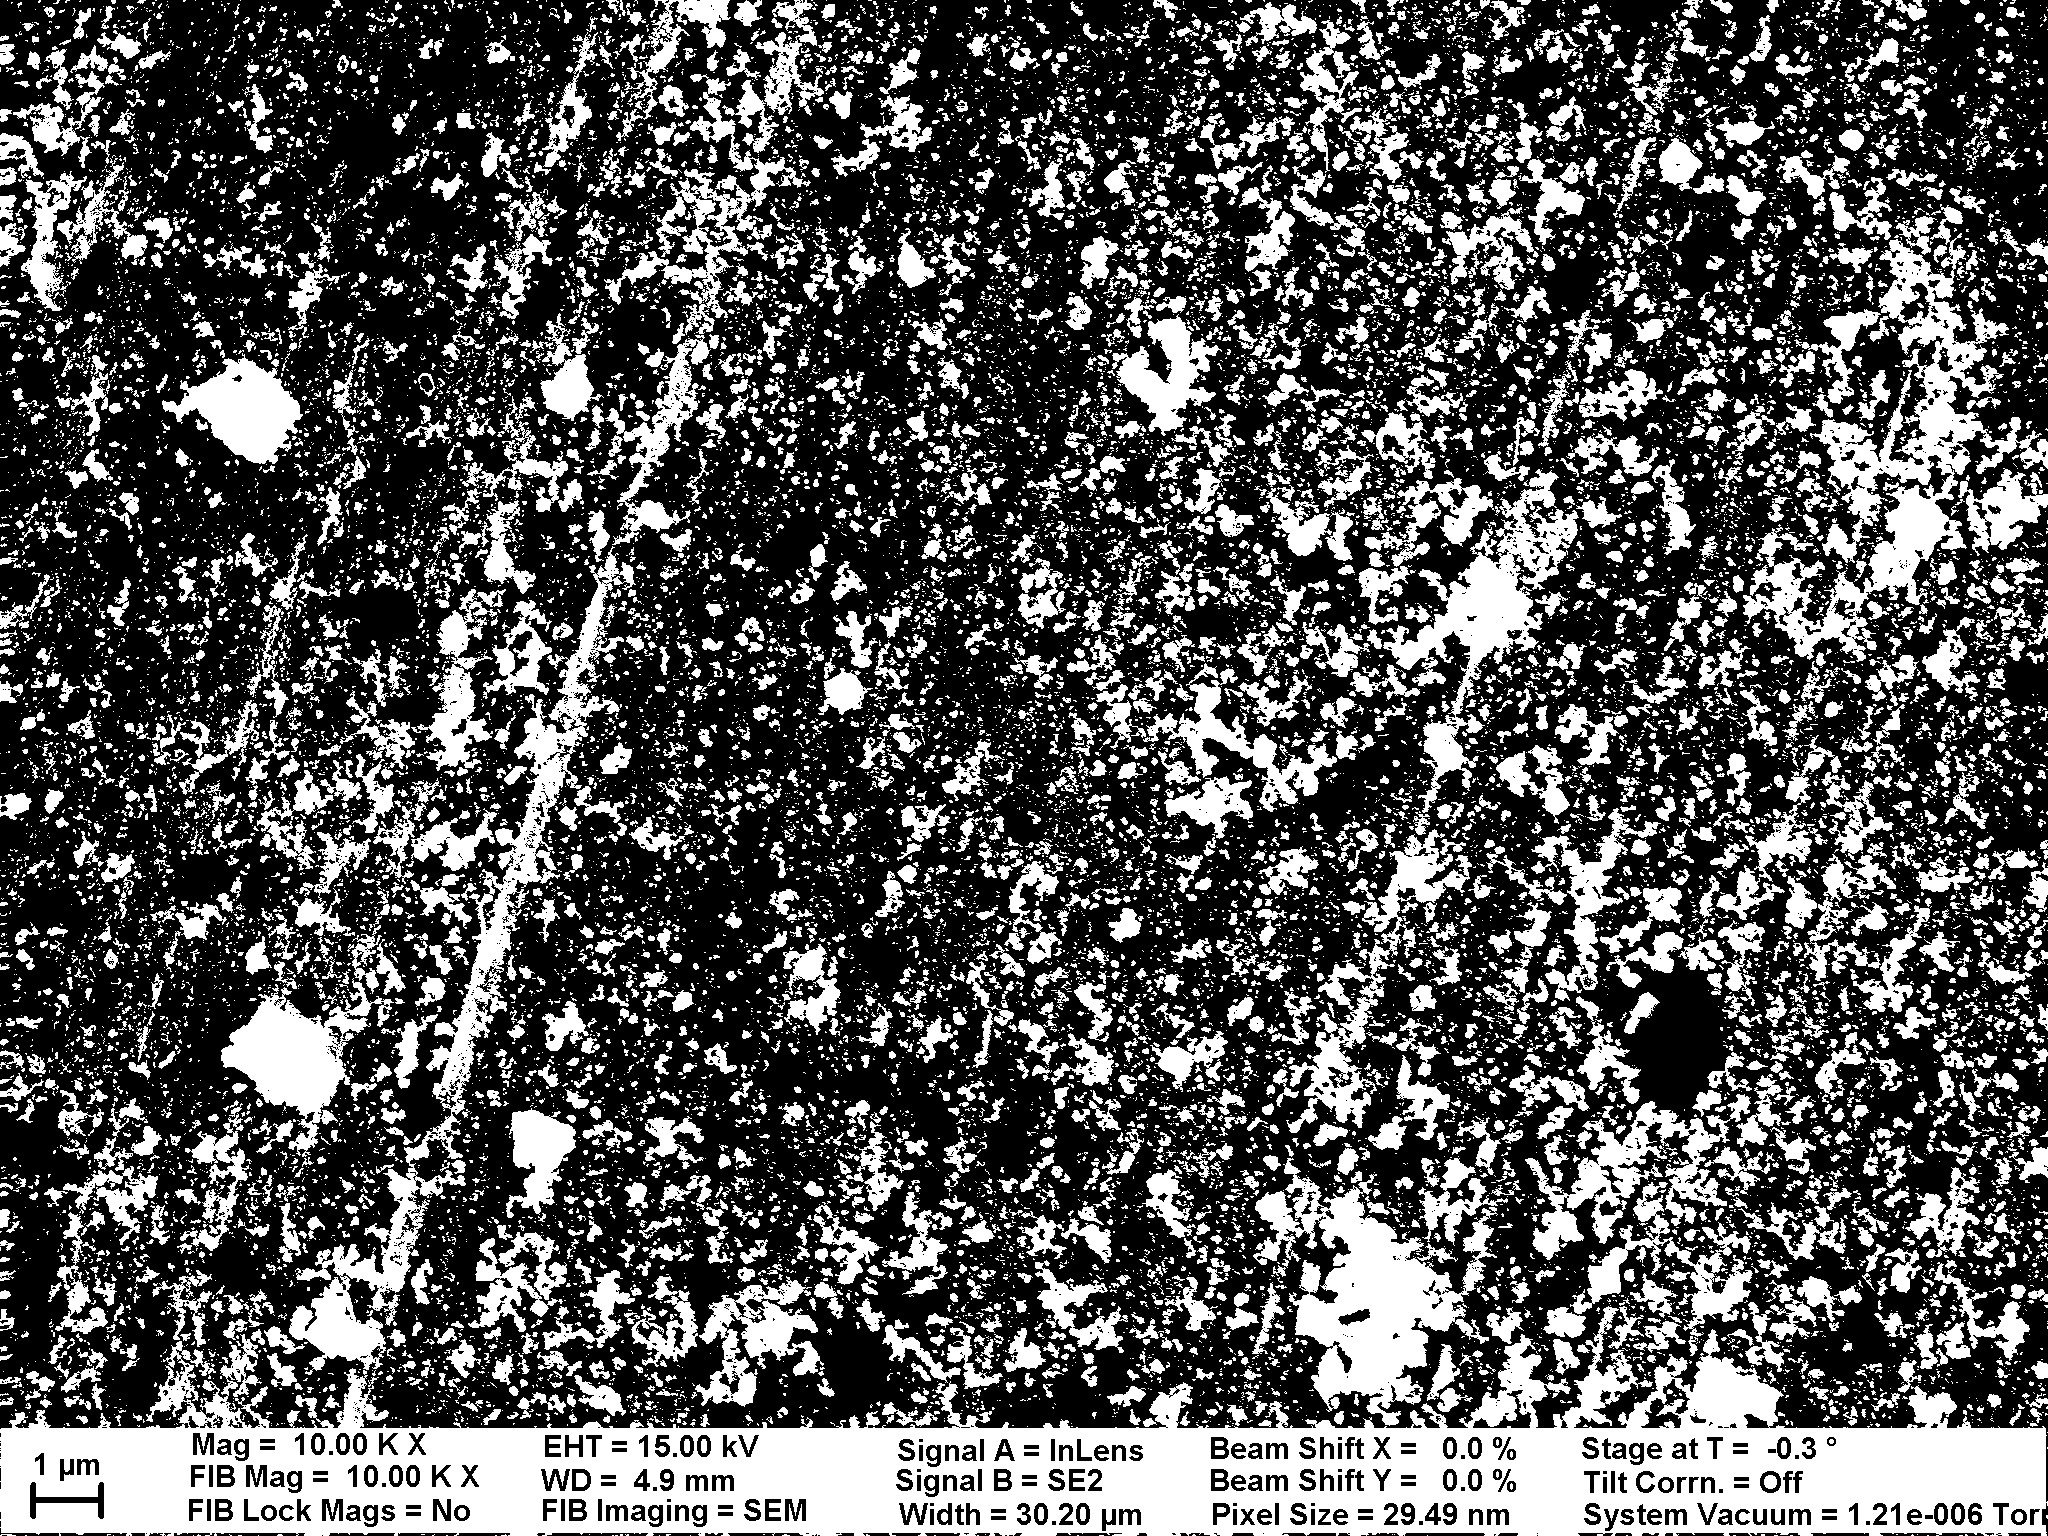 1 µm
Mag = 10.00 K X
FIB Mag = 10.00 K X
FIB Lock Mags = No
EHT = 15.00 kV
WD = 4.9 mm
FIB Imaging = SEM
Signal A = InLens
Signal B = SE2
Width = 30.20 µm
Beam Shift X = 0.0 %
Beam Shift Y = 0.0 %
Pixel Size = 29.49 nm
Stage at T = -0.3 °
Tilt Corrn. = Off
System Vacuum = 1.21e-006